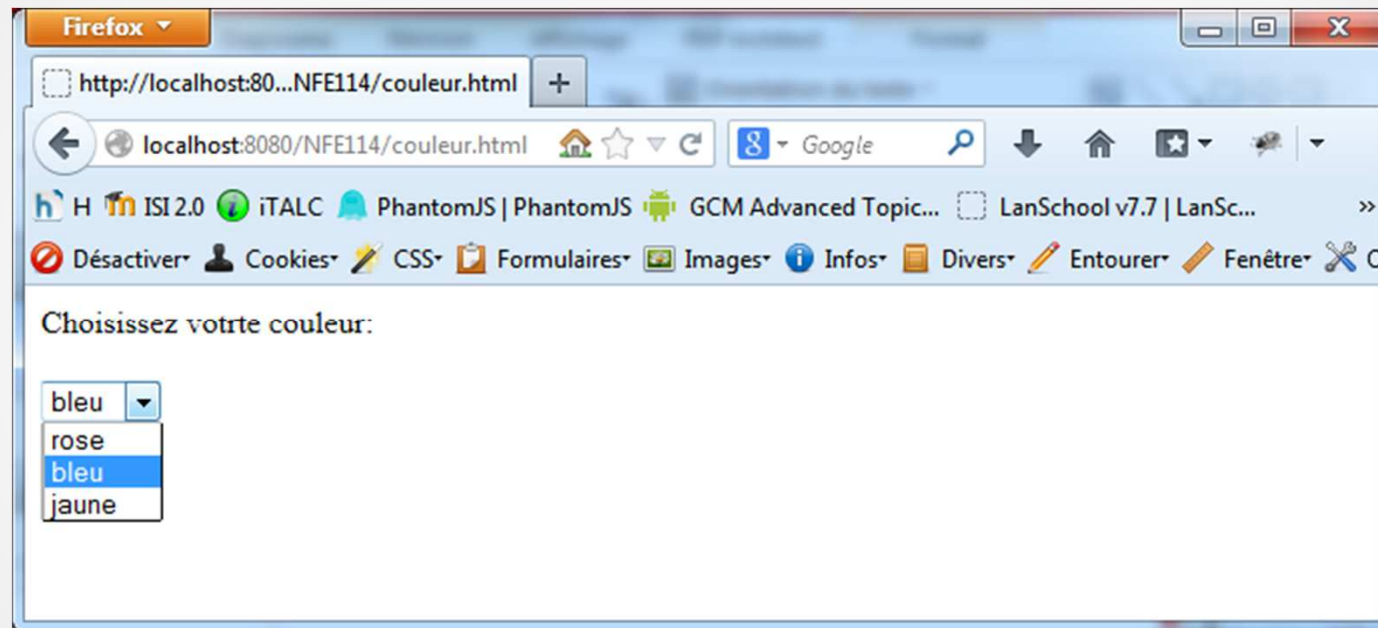 Firefox
http://localhost:80...NFE114/couleur.html +
localhost:8080/NFE114/couleur.html 8 Google
h H m ISI 2.0 i iTALC PhantomJS | PhantomJS GCM Advanced Topic... LanSchool v7.7 | LanSc... »
Désactiver Cookies CSS Formulaires Images Infos Divers Entourer Fenêtre
Choisissez votrte couleur:
bleu
rose
bleu
jaune